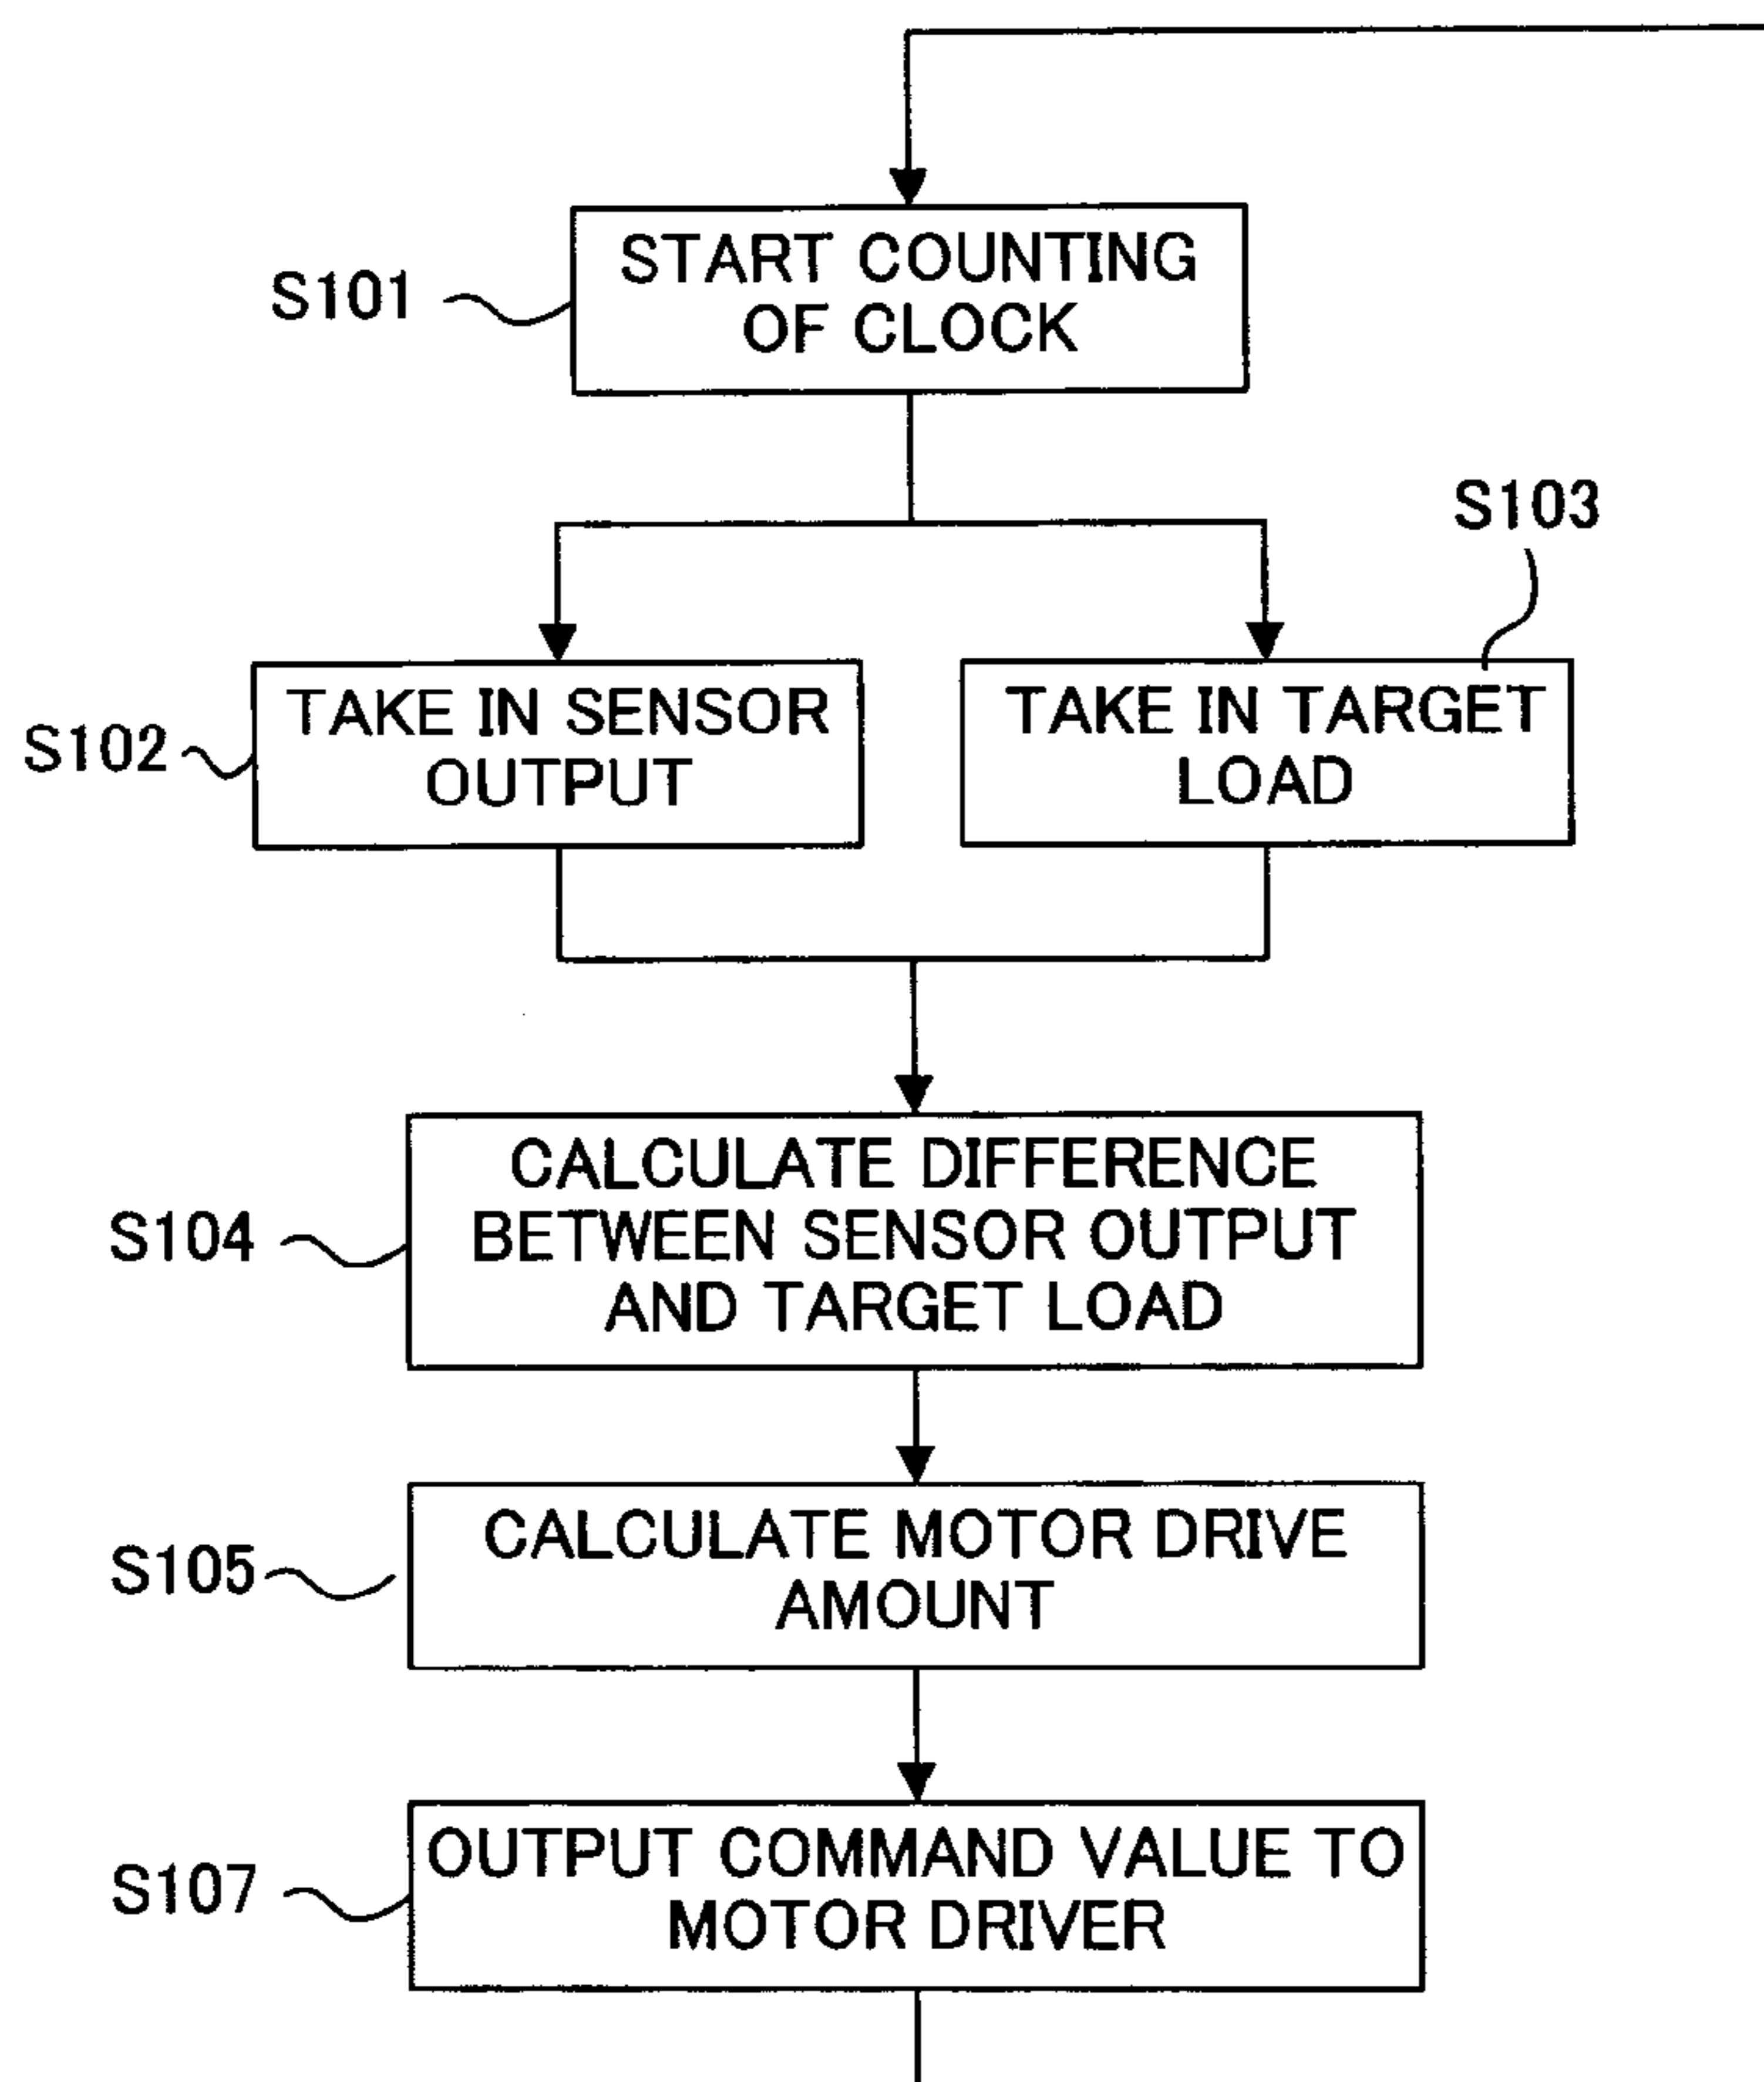 S101
START COUNTING
OF CLOCK
S103
S102
TAKE IN SENSOR
OUTPUT
TAKE IN TARGET
LOAD
S104
CALCULATE DIFFERENCE
BETWEEN SENSOR OUTPUT
AND TARGET LOAD
S105
CALCULATE MOTOR DRIVE
AMOUNT
S107
OUTPUT COMMAND VALUE TO
MOTOR DRIVER